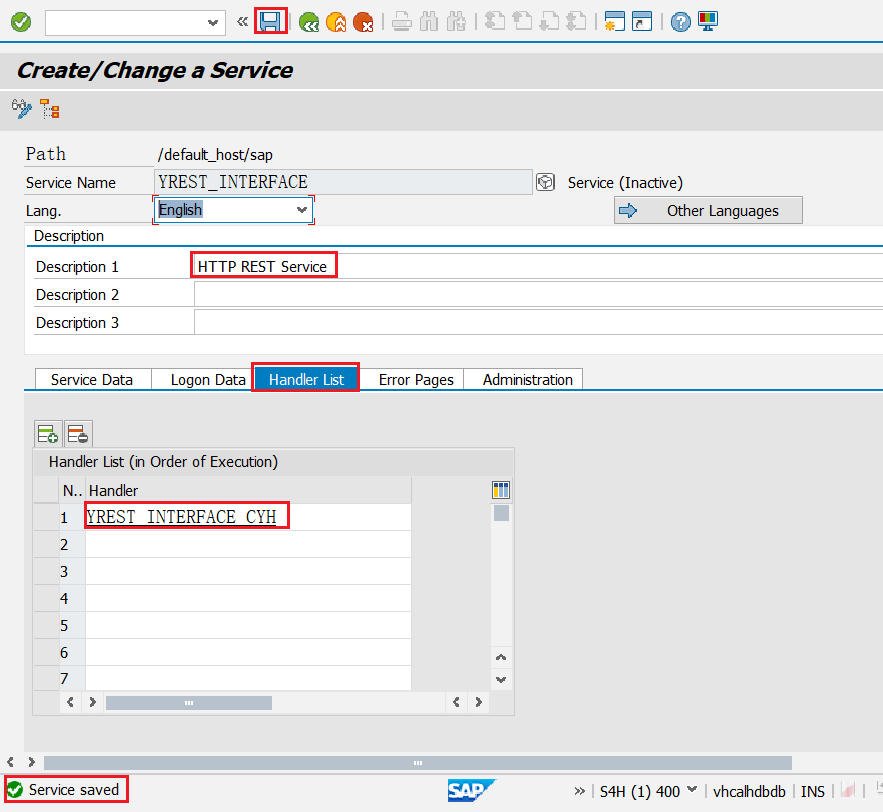 Create/Change a Service
Path /default_host/sap
Service Name YREST_INTERFACE Service (Inactive)
Lang. English Other Languages
Description
Description 1 HTTP REST Service
Description 2
Description 3
Service Data Logon Data Handler List Error Pages Administration
Handler List (in Order of Execution)
N.. Handler
1 YREST_INTERFACE_CYH
2
3
4
5
6
7
Service saved SAP S4H (1) 400 vhcalhdbdb INS